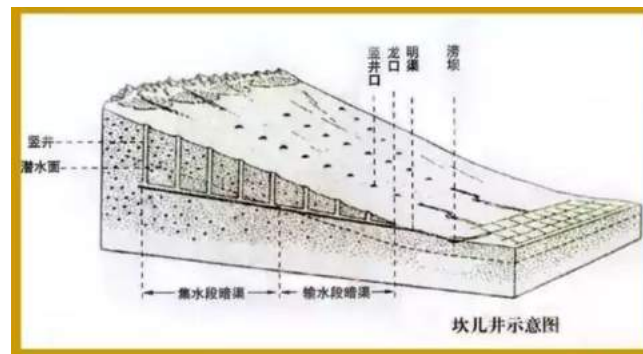 竖井口
龙口
明渠
涝坝
竖井
潜水面
集水段暗渠
输水段暗渠
坎儿井示意图